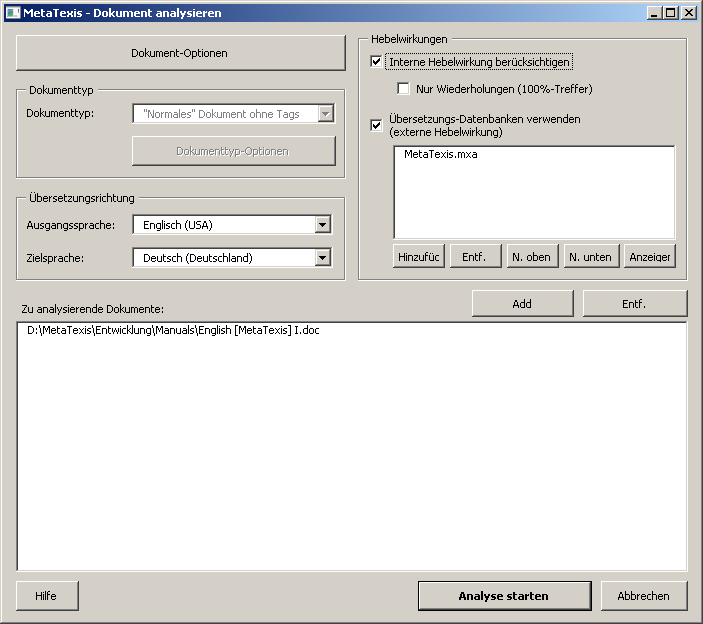 MetaTexis - Dokument analysieren
Dokument-Optionen
Dokumenttyp
Dokumenttyp:
"Normales" Dokument ohne Tags
Dokumenttyp-Optionen
Übersetzungsrichtung
Ausgangssprache:
Englisch (USA)
Zielsprache:
Deutsch (Deutschland)
Hebelwirkungen
Interne Hebelwirkung berücksichtigen
Nur Wiederholungen (100%-Treffer)
Übersetzungs-Datenbanken verwenden
(externe Hebelwirkung)
MetaTexis.mxa
Hinzufüc
Entf.
N. oben
N. unten
Anzeiger
Zu analysierende Dokumente:
Add
Entf.
D:\MetaTexis\Entwicklung\Manuals\English [MetaTexis] I.doc
Hilfe
Analyse starten
Abbrechen